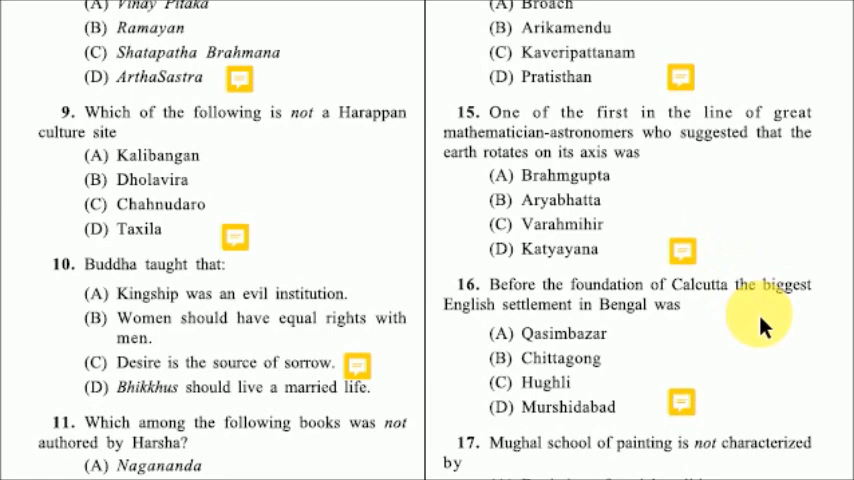 (A) Vinay Pitaka
(B) Ramayan
(C) Shatapatha Brahmana
(D) ArthaSastra
9. Which of the following is not a Harappan
culture site
(A) Kalibangan
(B) Dholavira
(C) Chahnudaro
(D) Taxila
10. Buddha taught that:
(A) Kingship was an evil institution.
(B) Women should have equal rights with
men.
(C) Desire is the source of sorrow.
(D) Bhikkhus should live a married life.
11. Which among the following books was not
authored by Harsha?
(A) Nagananda
(A) Broach
(B) Arikamendu
(C) Kaveripattanam
(D) Pratisthan
15. One of the first in the line of great
mathematician-astronomers who suggested that the
earth rotates on its axis was
(A) Brahmgupta
(B) Aryabhatta
(C) Varahmihir
(D) Katyayana
16. Before the foundation of Calcutta the biggest
English settlement in Bengal was
(A) Qasimbazar
(B) Chittagong
(C) Hughli
(D) Murshidabad
17. Mughal school of painting is not characterized
by